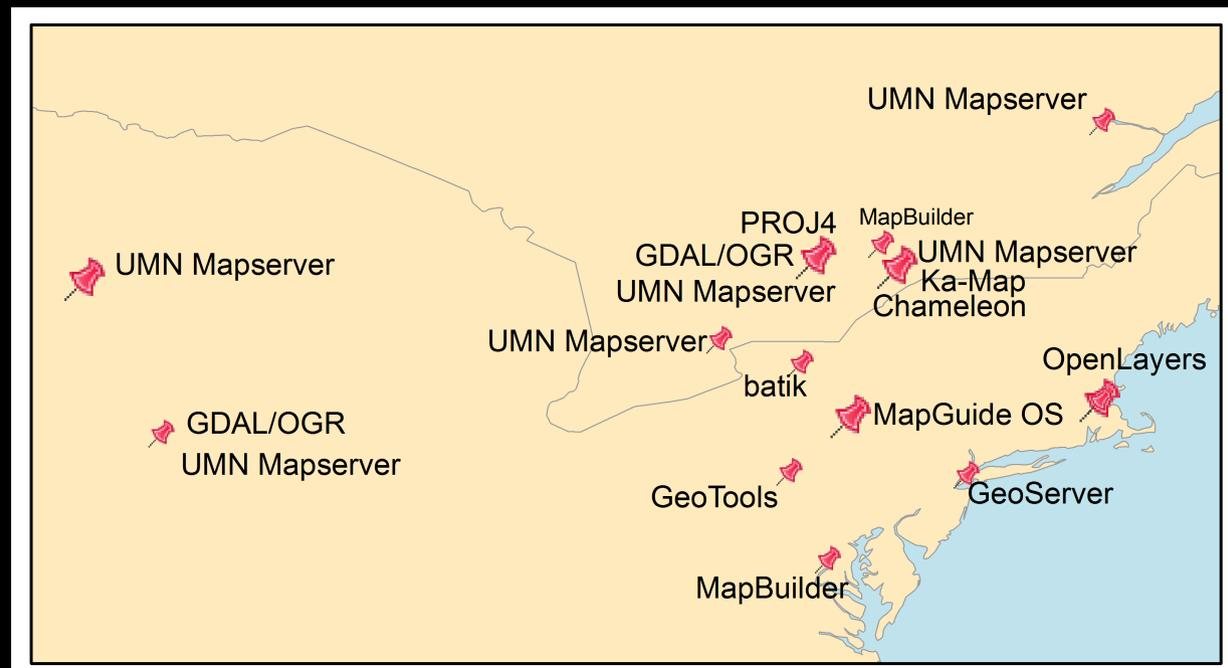 UMN Mapserver
PROJ4
MapBuilder
GDAL/OGR
UMN Mapserver
UMN Mapserver
Ka-Map
UMN Mapserver
Chameleon
UMN Mapserver
OpenLayers
batik
MapGuide OS
GDAL/OGR
UMN Mapserver
GeoTools
GeoServer
MapBuilder